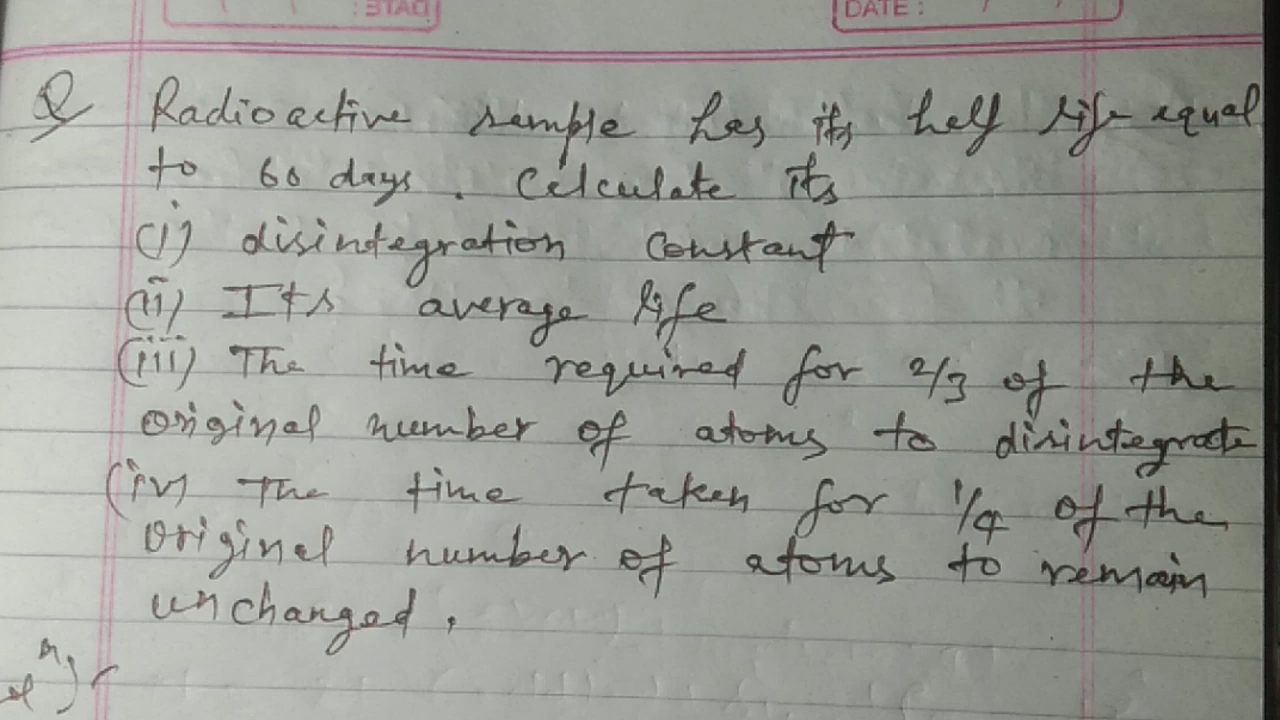 : DATE
DATE :
Q Radioactive sample has its half life equal
to 60 days. Calculate its
(i) disintegration constant
(ii) Its average life
(iii) The time required for 2/3 of the
original number of atoms to disintegrate
(iv) The time taken for 1/4 of the
original number of atoms to remain
unchanged.